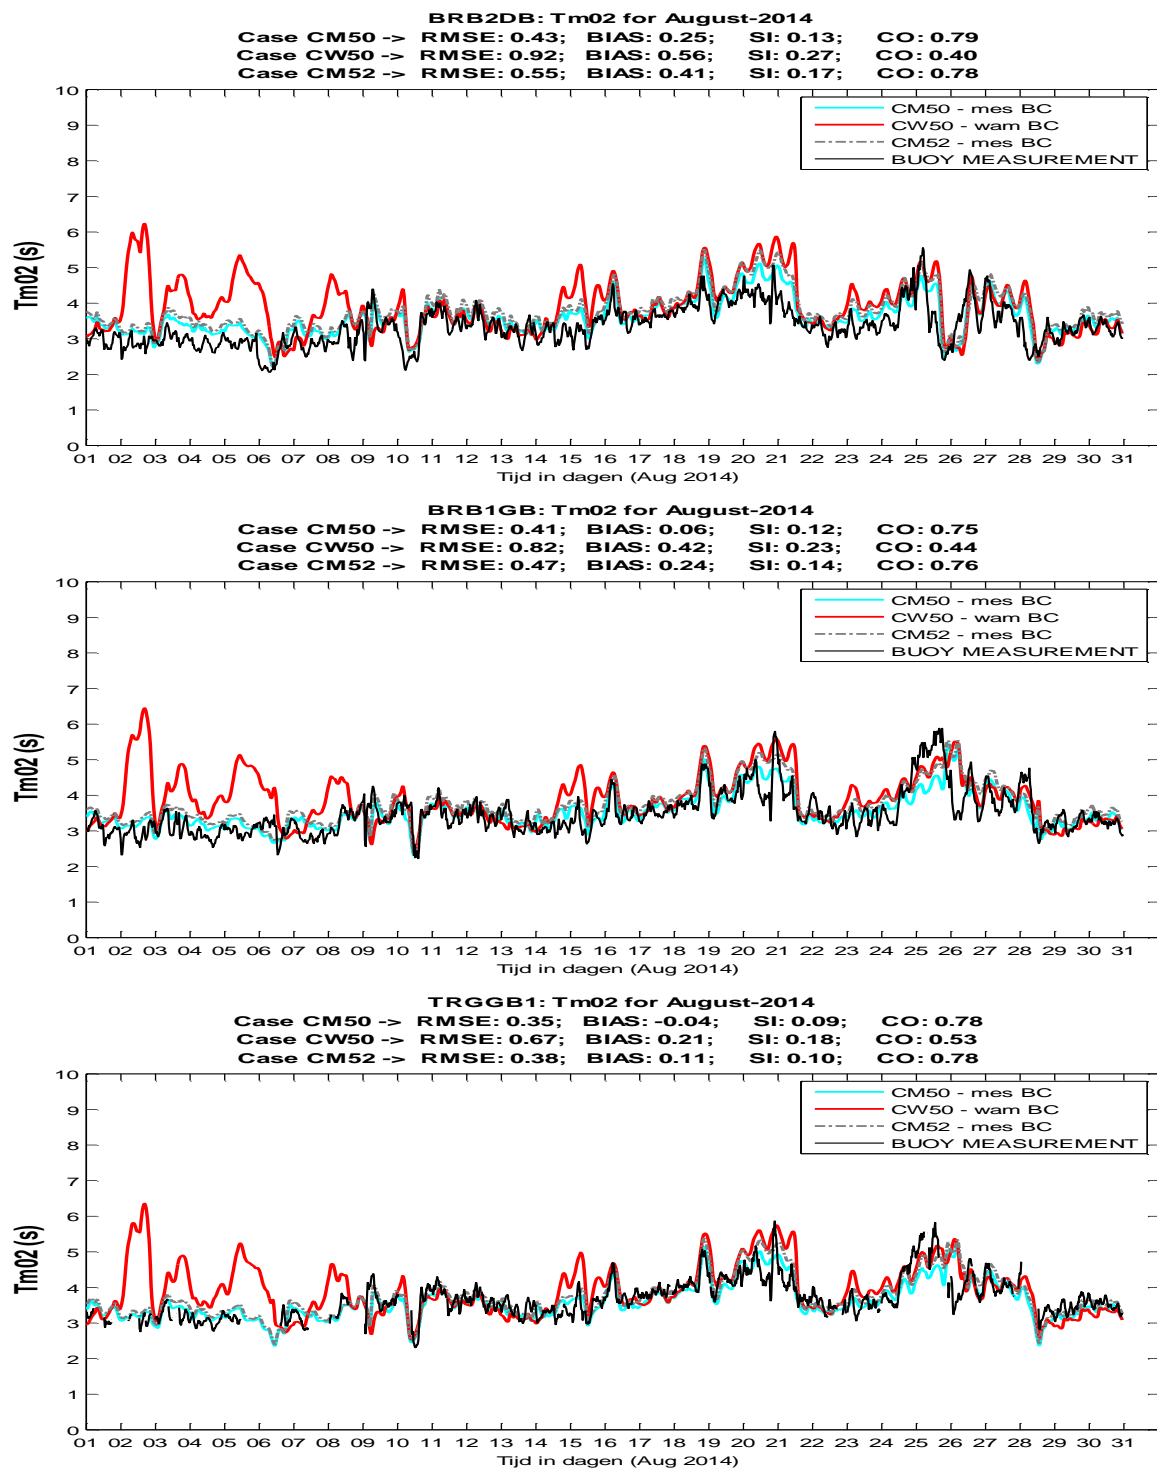 BRB2DB: Tm02 for August-2014
Case CM50 -> RMSE: 0.43; BIAS: 0.25; SI: 0.13; CO: 0.79
Case CW50 -> RMSE: 0.92; BIAS: 0.56; SI: 0.27; CO: 0.40
Case CM52 -> RMSE: 0.55; BIAS: 0.41; SI: 0.17; CO: 0.78
10
9
8
7
6
5
4
3
2
1
0
Tm02 (s)
CM50 - mes BC
CW50 - wam BC
CM52 - mes BC
BUOY MEASUREMENT
01 02 03 04 05 06 07 08 09 10 11 12 13 14 15 16 17 18 19 20 21 22 23 24 25 26 27 28 29 30 31
Tijd in dagen (Aug 2014)
BRB1GB: Tm02 for August-2014
Case CM50 -> RMSE: 0.41; BIAS: 0.06; SI: 0.12; CO: 0.75
Case CW50 -> RMSE: 0.82; BIAS: 0.42; SI: 0.23; CO: 0.44
Case CM52 -> RMSE: 0.47; BIAS: 0.24; SI: 0.14; CO: 0.76
10
9
8
7
6
5
4
3
2
1
0
Tm02 (s)
CM50 - mes BC
CW50 - wam BC
CM52 - mes BC
BUOY MEASUREMENT
01 02 03 04 05 06 07 08 09 10 11 12 13 14 15 16 17 18 19 20 21 22 23 24 25 26 27 28 29 30 31
Tijd in dagen (Aug 2014)
TRGGB1: Tm02 for August-2014
Case CM50 -> RMSE: 0.35; BIAS: -0.04; SI: 0.09; CO: 0.78
Case CW50 -> RMSE: 0.67; BIAS: 0.21; SI: 0.18; CO: 0.53
Case CM52 -> RMSE: 0.38; BIAS: 0.11; SI: 0.10; CO: 0.78
10
9
8
7
6
5
4
3
2
1
0
Tm02 (s)
CM50 - mes BC
CW50 - wam BC
CM52 - mes BC
BUOY MEASUREMENT
01 02 03 04 05 06 07 08 09 10 11 12 13 14 15 16 17 18 19 20 21 22 23 24 25 26 27 28 29 30 31
Tijd in dagen (Aug 2014)